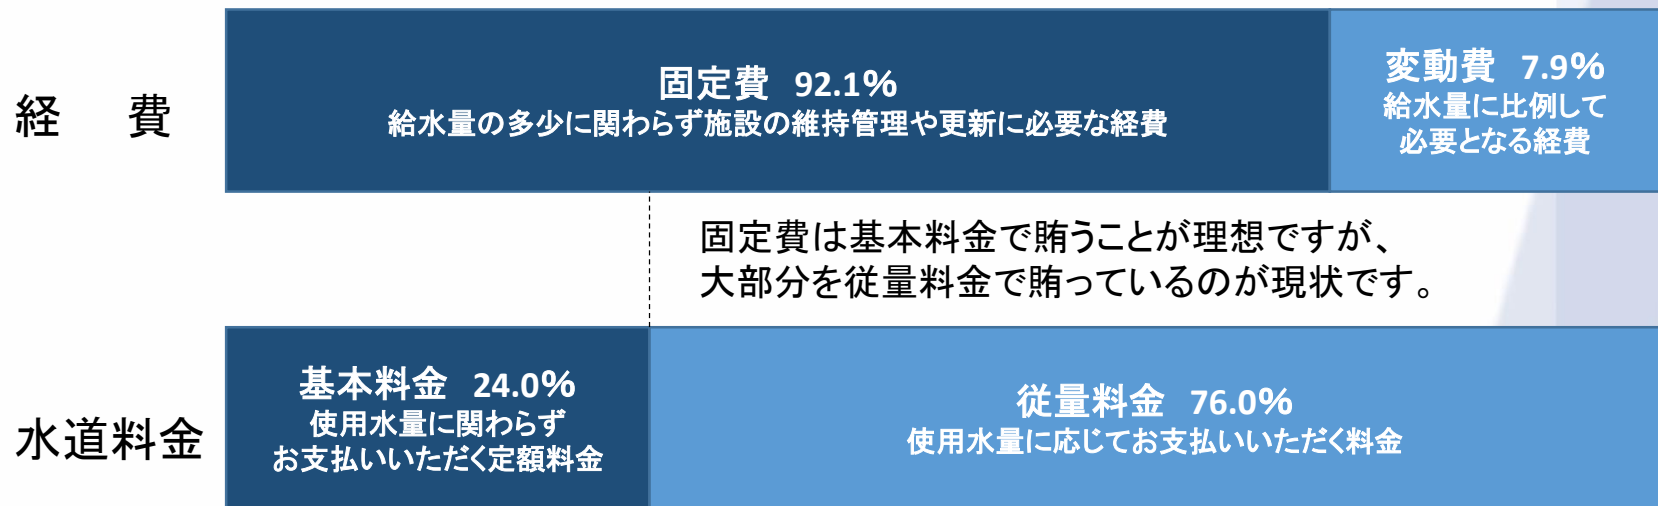 経　費
固定費 92.1%
給水量の多少に関わらず施設の維持管理や更新に必要な経費
変動費 7.9%
給水量に比例して
必要となる経費
固定費は基本料金で賄うことが理想ですが、
大部分を従量料金で賄っているのが現状です。
水道料金
基本料金 24.0%
使用水量に関わらず
お支払いいただく定額料金
従量料金 76.0%
使用水量に応じてお支払いいただく料金